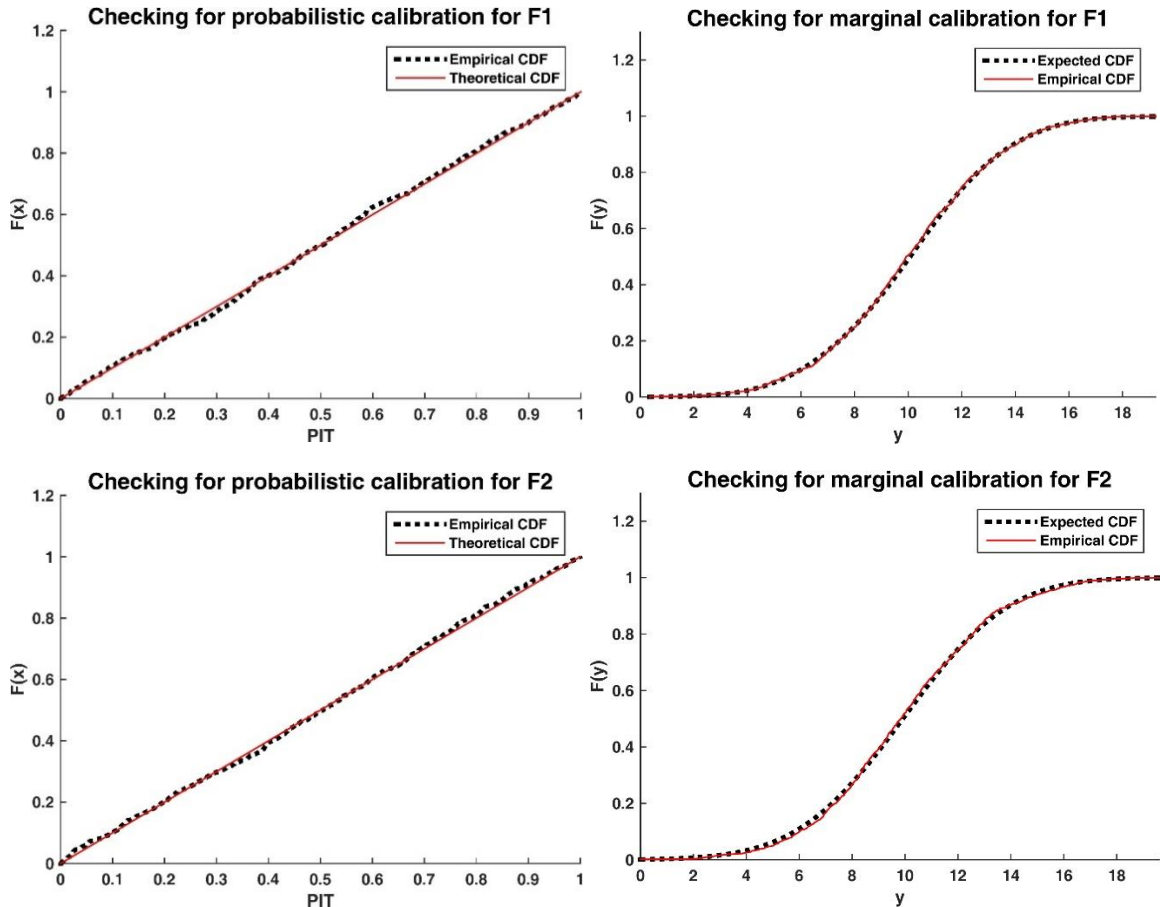 Checking for probabilistic calibration for F1
1.2
1
0.8
0.6
0.4
0.2
0
F(x)
Empirical CDF
Theoretical CDF
0 0.1 0.2 0.3 0.4 0.5 0.6 0.7 0.8 0.9 1
PIT
Checking for marginal calibration for F1
1.2
1
0.8
0.6
0.4
0.2
0
F(y)
Expected CDF
Empirical CDF
2 4 6 8 10 12 14 16 18
y
Checking for probabilistic calibration for F2
1.2
1
0.8
0.6
0.4
0.2
0
F(x)
Empirical CDF
Theoretical CDF
0 0.1 0.2 0.3 0.4 0.5 0.6 0.7 0.8 0.9 1
PIT
Checking for marginal calibration for F2
1.2
1
0.8
0.6
0.4
0.2
0
F(y)
Expected CDF
Empirical CDF
0 2 4 6 8 10 12 14 16 18
y